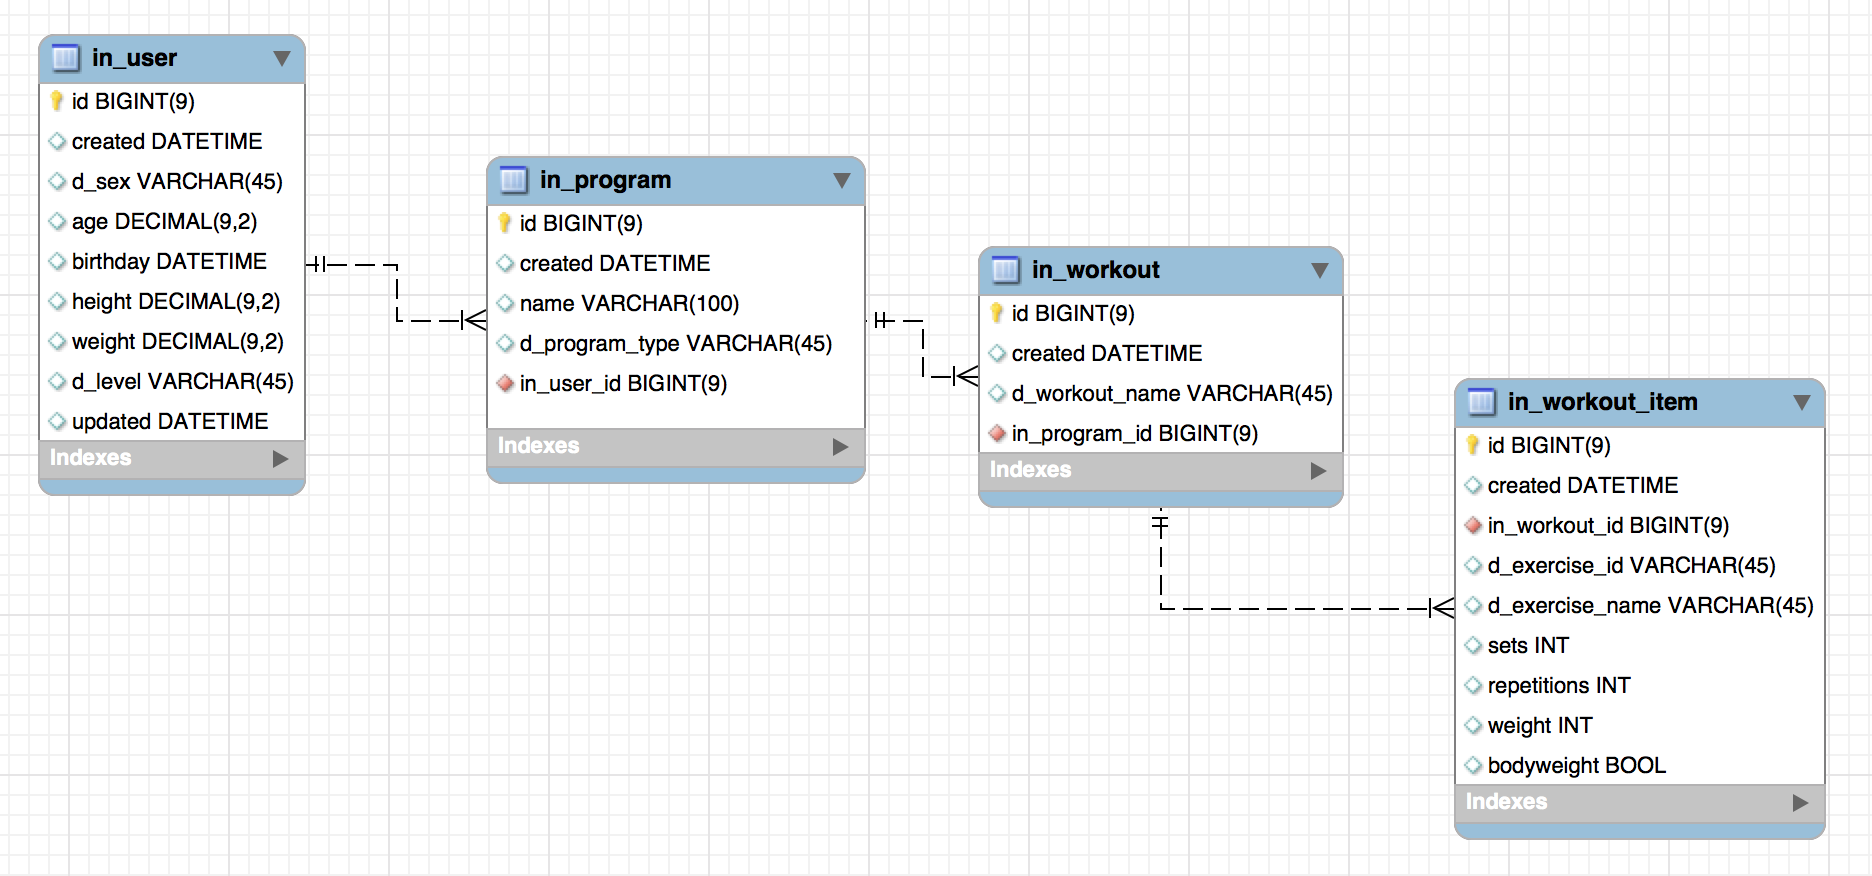 in_user
id BIGINT(9)
created DATETIME
d_sex VARCHAR(45)
age DECIMAL(9,2)
birthday DATETIME
height DECIMAL(9,2)
weight DECIMAL(9,2)
d_level VARCHAR(45)
updated DATETIME
Indexes
in_program
id BIGINT(9)
created DATETIME
name VARCHAR(100)
d_program_type VARCHAR(45)
in_user_id BIGINT(9)
Indexes
in_workout
id BIGINT(9)
created DATETIME
d_workout_name VARCHAR(45)
in_program_id BIGINT(9)
Indexes
in_workout_item
id BIGINT(9)
created DATETIME
in_workout_id BIGINT(9)
d_exercise_id VARCHAR(45)
d_exercise_name VARCHAR(45)
sets INT
repetitions INT
weight INT
bodyweight BOOL
Indexes